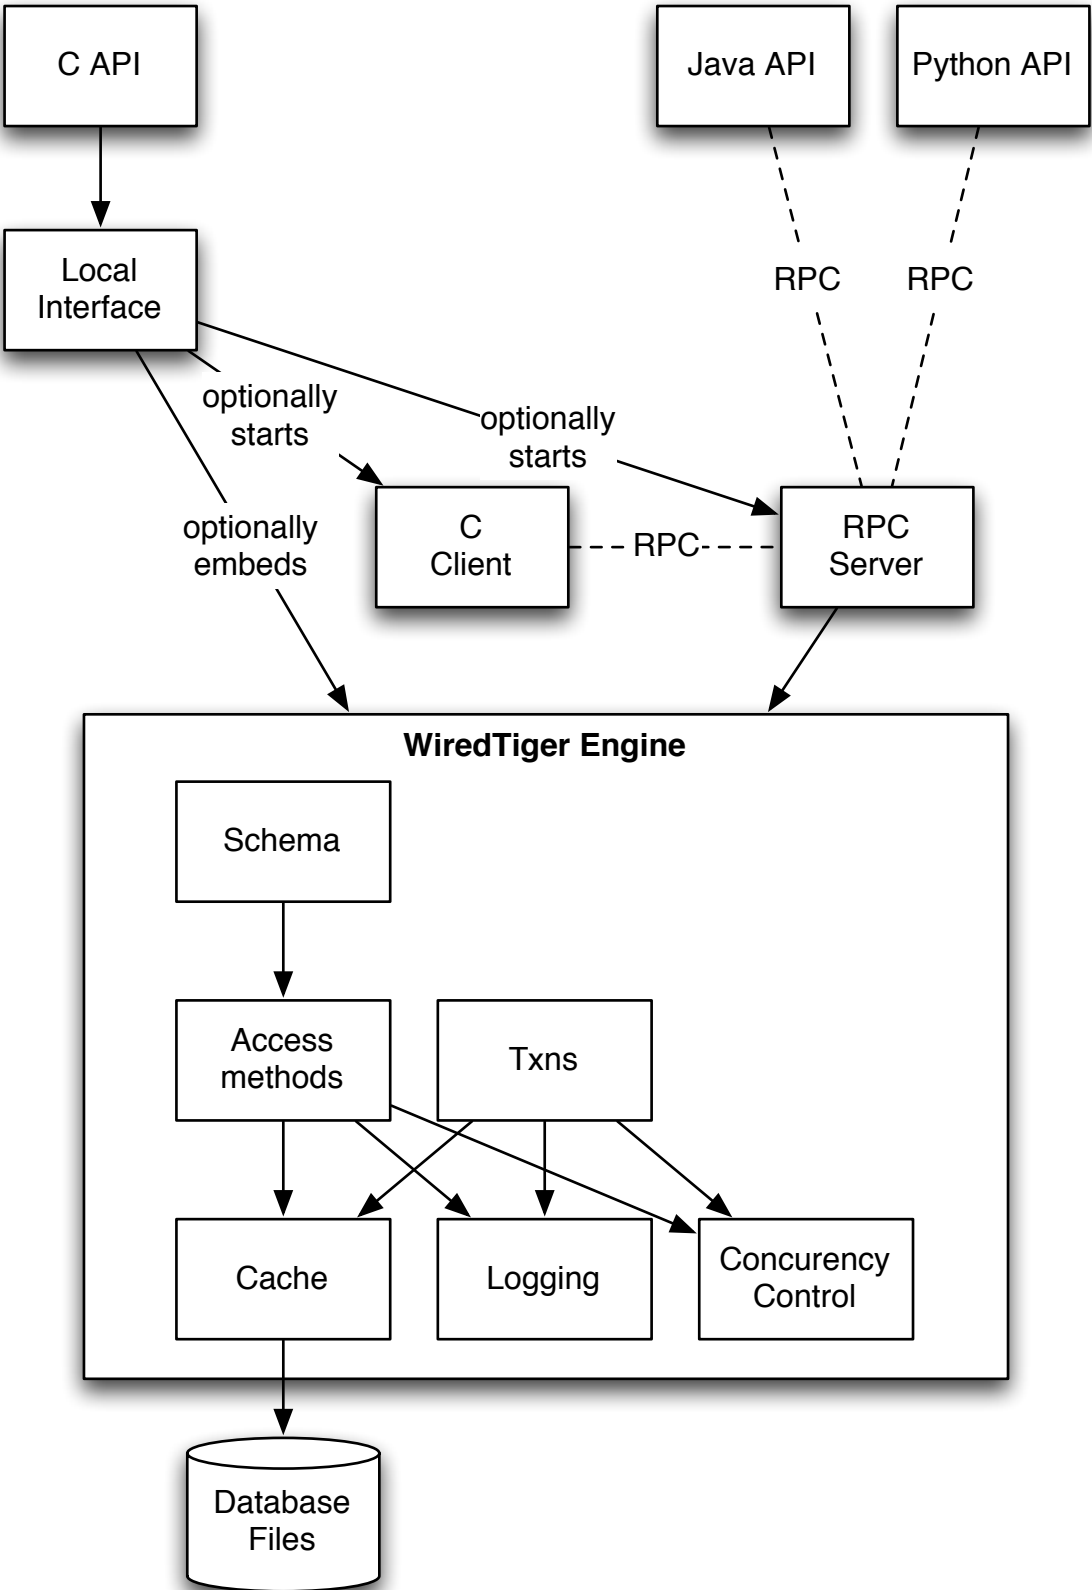 C API
Java API
Python API
Local
Interface
RPC
RPC
optionally
starts
optionally
starts
optionally
embeds
C
Client
RPC
RPC
Server
WiredTiger Engine
Schema
Access
methods
Txns
Cache
Logging
Concurency
Control
Database
Files